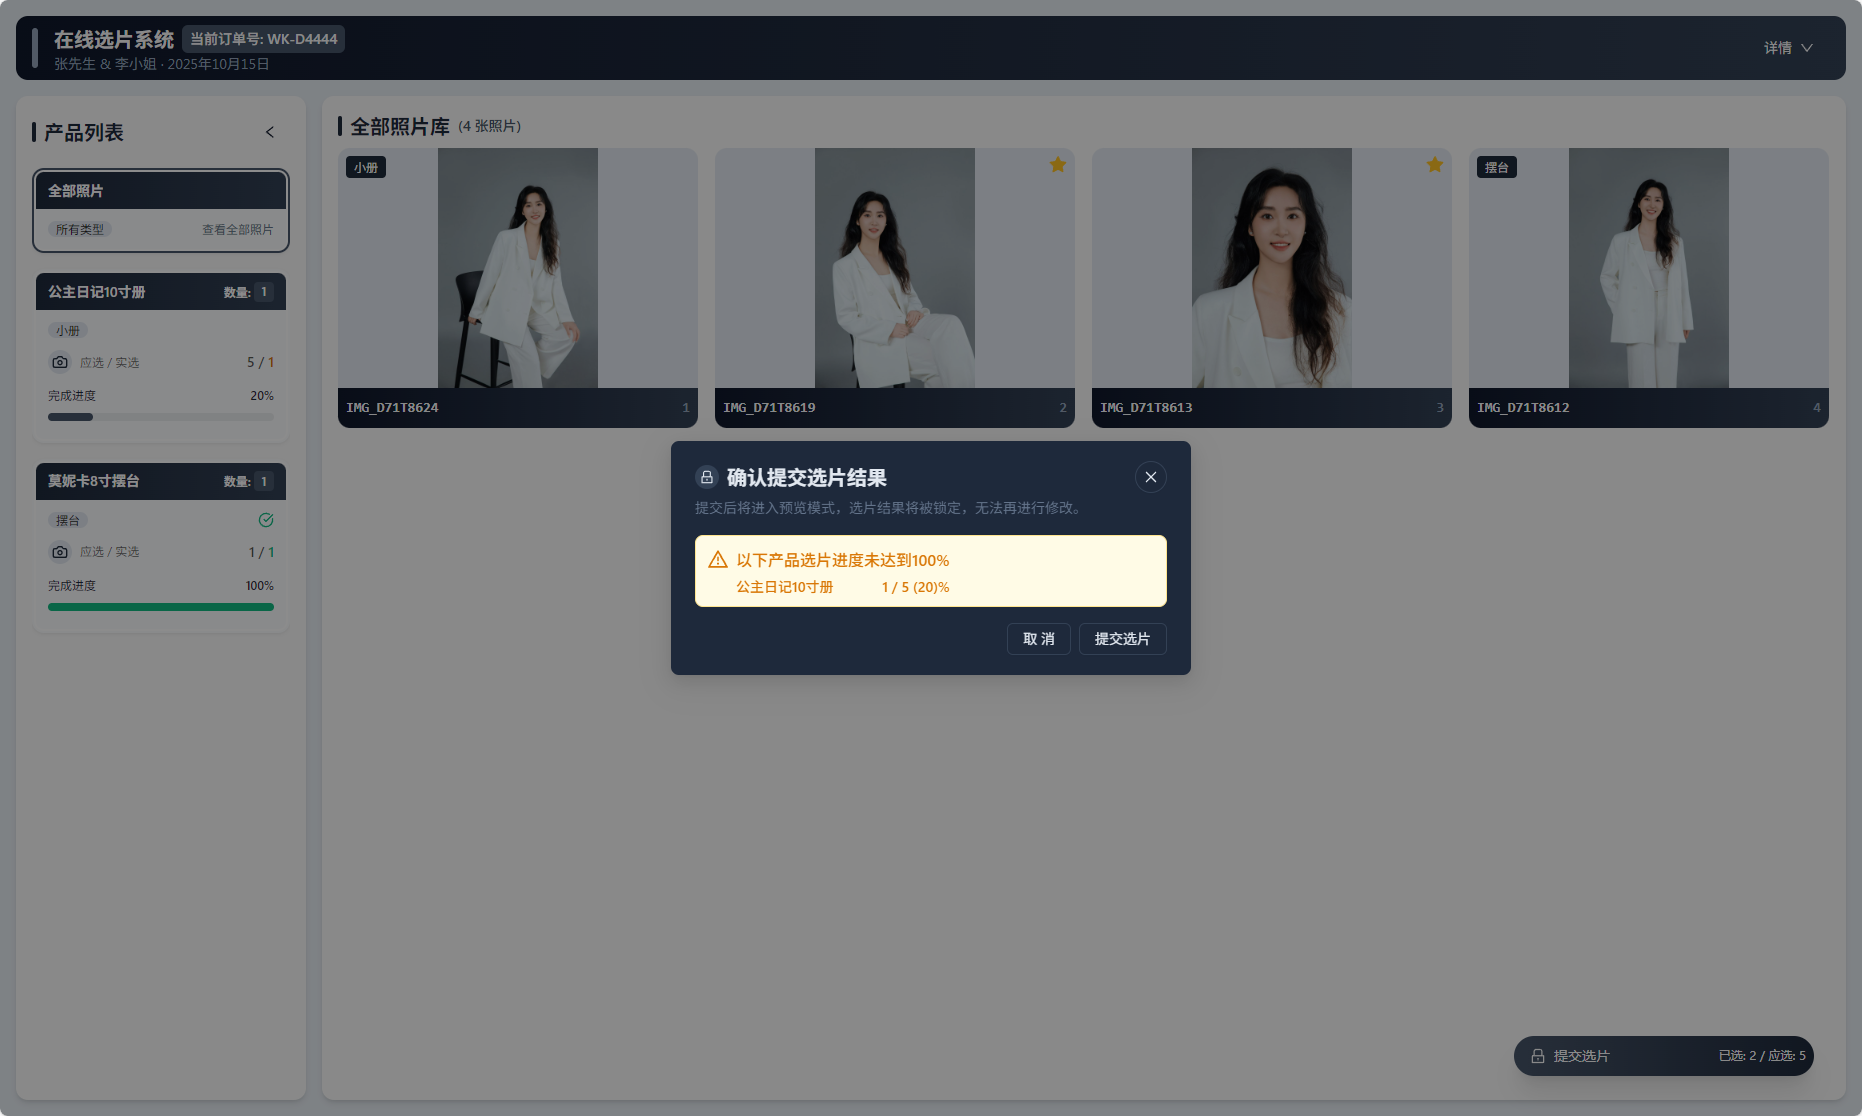 在线选片系统 当前订单号: WK-D4444
张先生 & 李小姐 · 2025年10月15日
详情
产品列表
全部照片
所有类型 查看全部照片
公主日记10寸册 数量: 1
小册
应选 / 实选 5 / 1
完成进度 20%
莫妮卡8寸摆台 数量: 1
摆台
应选 / 实选 1 / 1
完成进度 100%
全部照片库 (4 张照片)
小册
摆台
IMG_D71T8624 1
IMG_D71T8619 2
IMG_D71T8613 3
IMG_D71T8612 4
确认提交选片结果
提交后将进入预览模式，选片结果将被锁定，无法再进行修改。
以下产品选片进度未达到100%
公主日记10寸册 1 / 5 (20)%
取 消 提交选片
提交选片 已选: 2 / 应选: 5